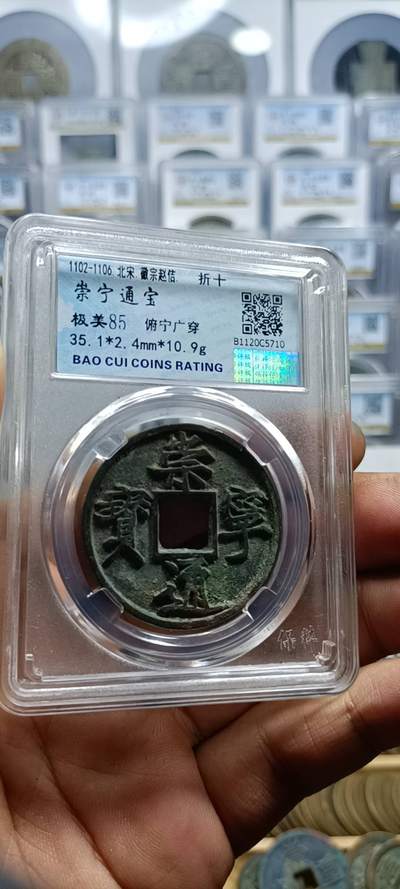 1102-1106 北宋 徽宗赵佶. 折十
崇宁通宝
极美85 俯宁广穿
35.1*2.4mm*10.9g
B1120C5710
BAO CUI COINS RATING
崇
寶 寧
通